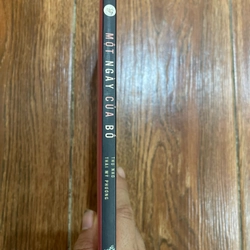 MỘT NGÀY CỦA BỐ
THÁI MỸ PHƯƠNG